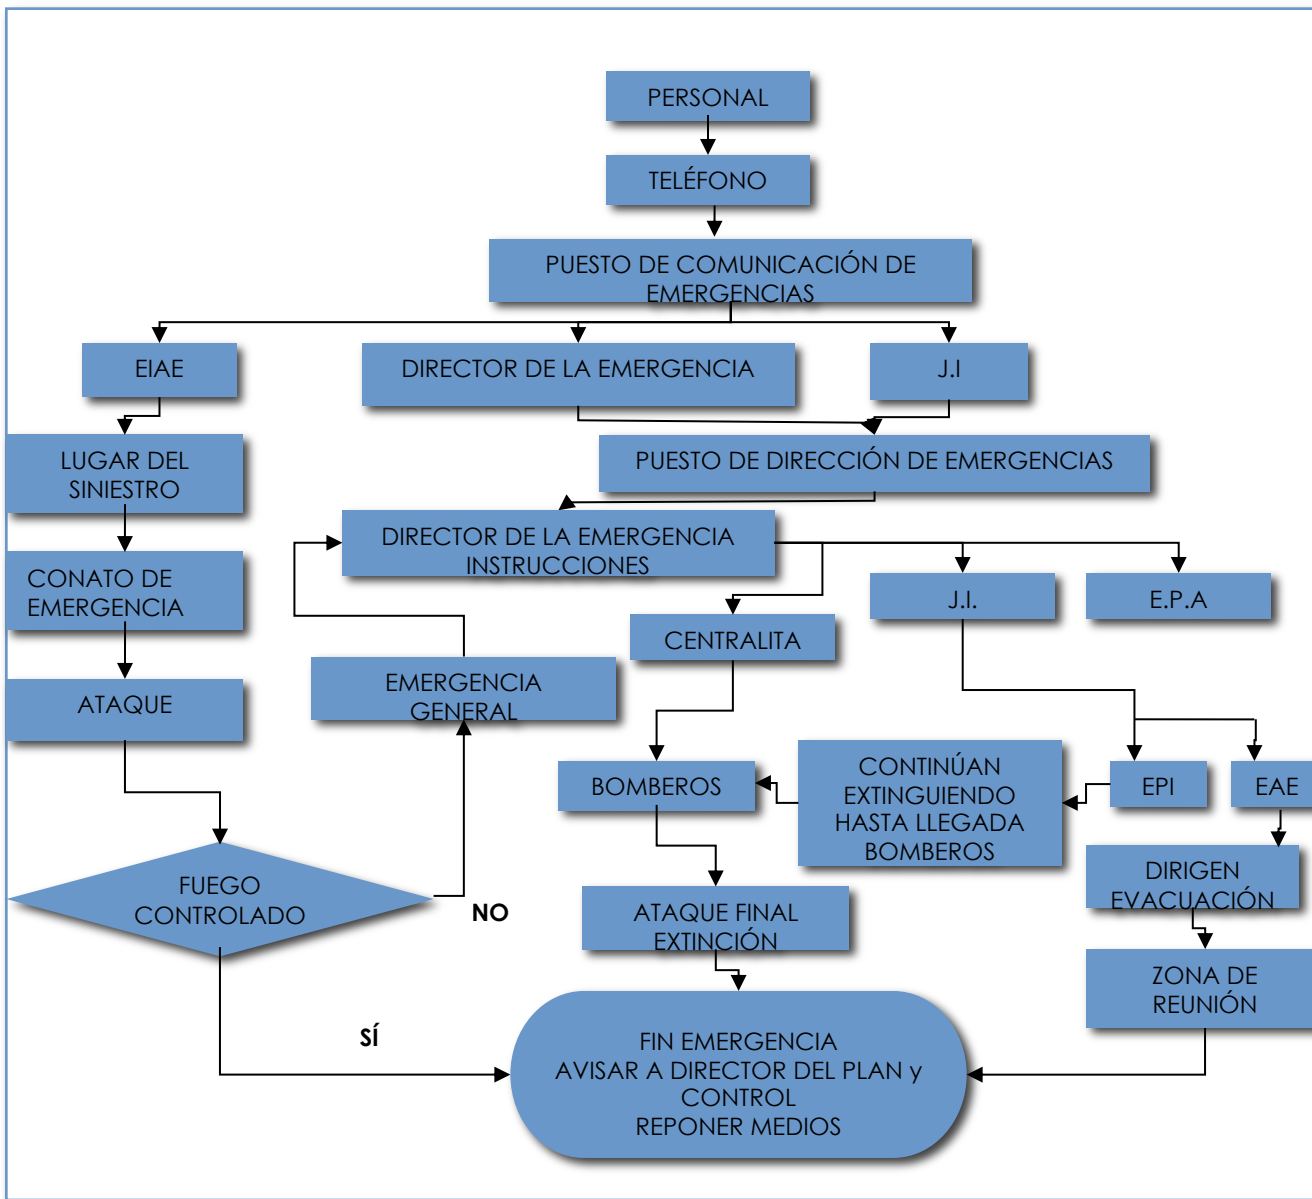 PERSONAL
TELÉFONO
PUESTO DE COMUNICACIÓN DE
EMERGENCIAS
EIAE
DIRECTOR DE LA EMERGENCIA
J.I
LUGAR DEL
SINIESTRO
PUESTO DE DIRECCIÓN DE EMERGENCIAS
DIRECTOR DE LA EMERGENCIA
INSTRUCCIONES
CONATO DE
EMERGENCIA
J.I.
E.P.A
CENTRALITA
ATAQUE
EMERGENCIA
GENERAL
BOMBEROS
CONTINÚAN
EXTINGUIENDO
HASTA LLEGADA
BOMBEROS
EPI
EAE
FUEGO
CONTROLADO
NO
ATAQUE FINAL
EXTINCIÓN
DIRIGEN
EVACUACIÓN
ZONA DE
REUNIÓN
SÍ
FIN EMERGENCIA
AVISAR A DIRECTOR DEL PLAN y
CONTROL
REPONER MEDIOS